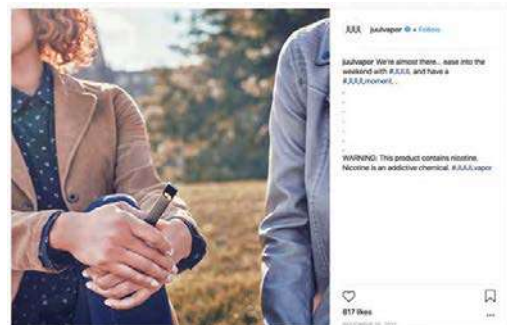 JUUL juulvapor • Follow
juulvapor We're almost there... ease into the
weekend with #JUUL and have a
#JUULmoment...
.
.
.
.
.
.
.
WARNING: This product contains nicotine.
Nicotine is an addictive chemical. #JUULvapor
817 likes
NOVEMBER